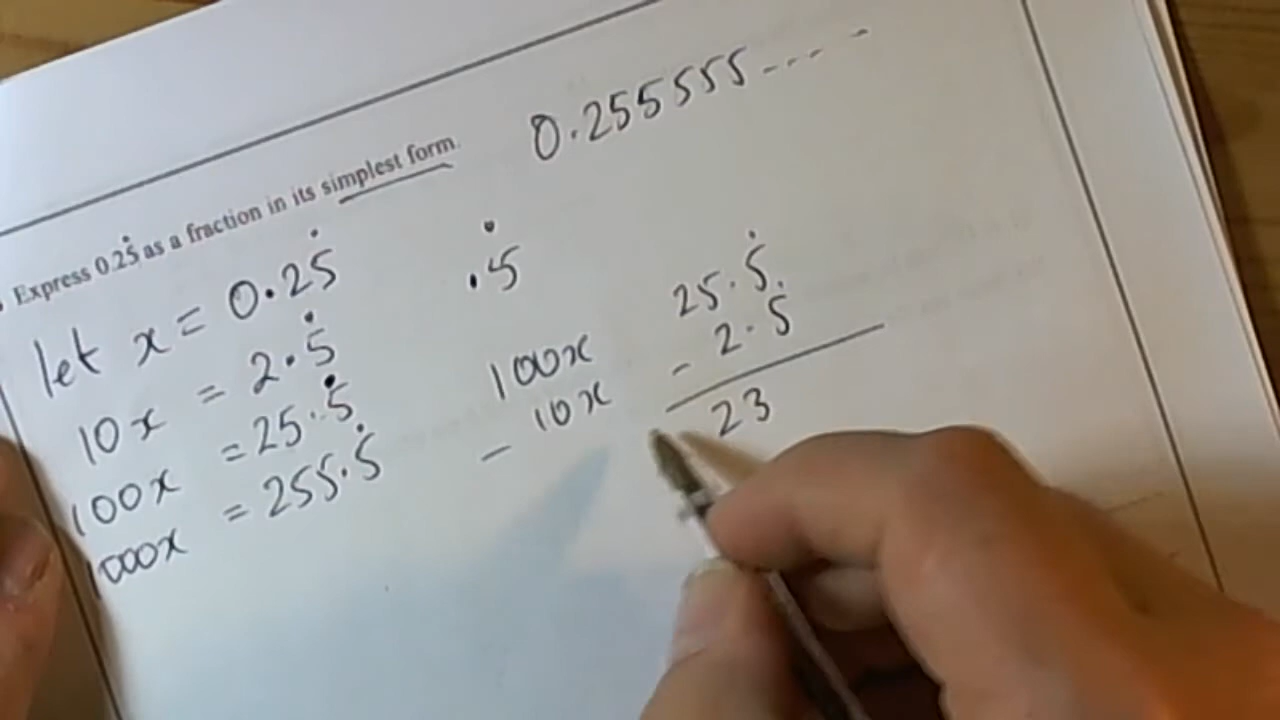 0.255555....
Express 0.25̇ as a fraction in its simplest form.
let x = 0.25̇
.5̇
10x = 2.5̇
100x = 25.5̇
1000x = 255.5̇
100x 25.5̇
- 10x - 2.5̇
23